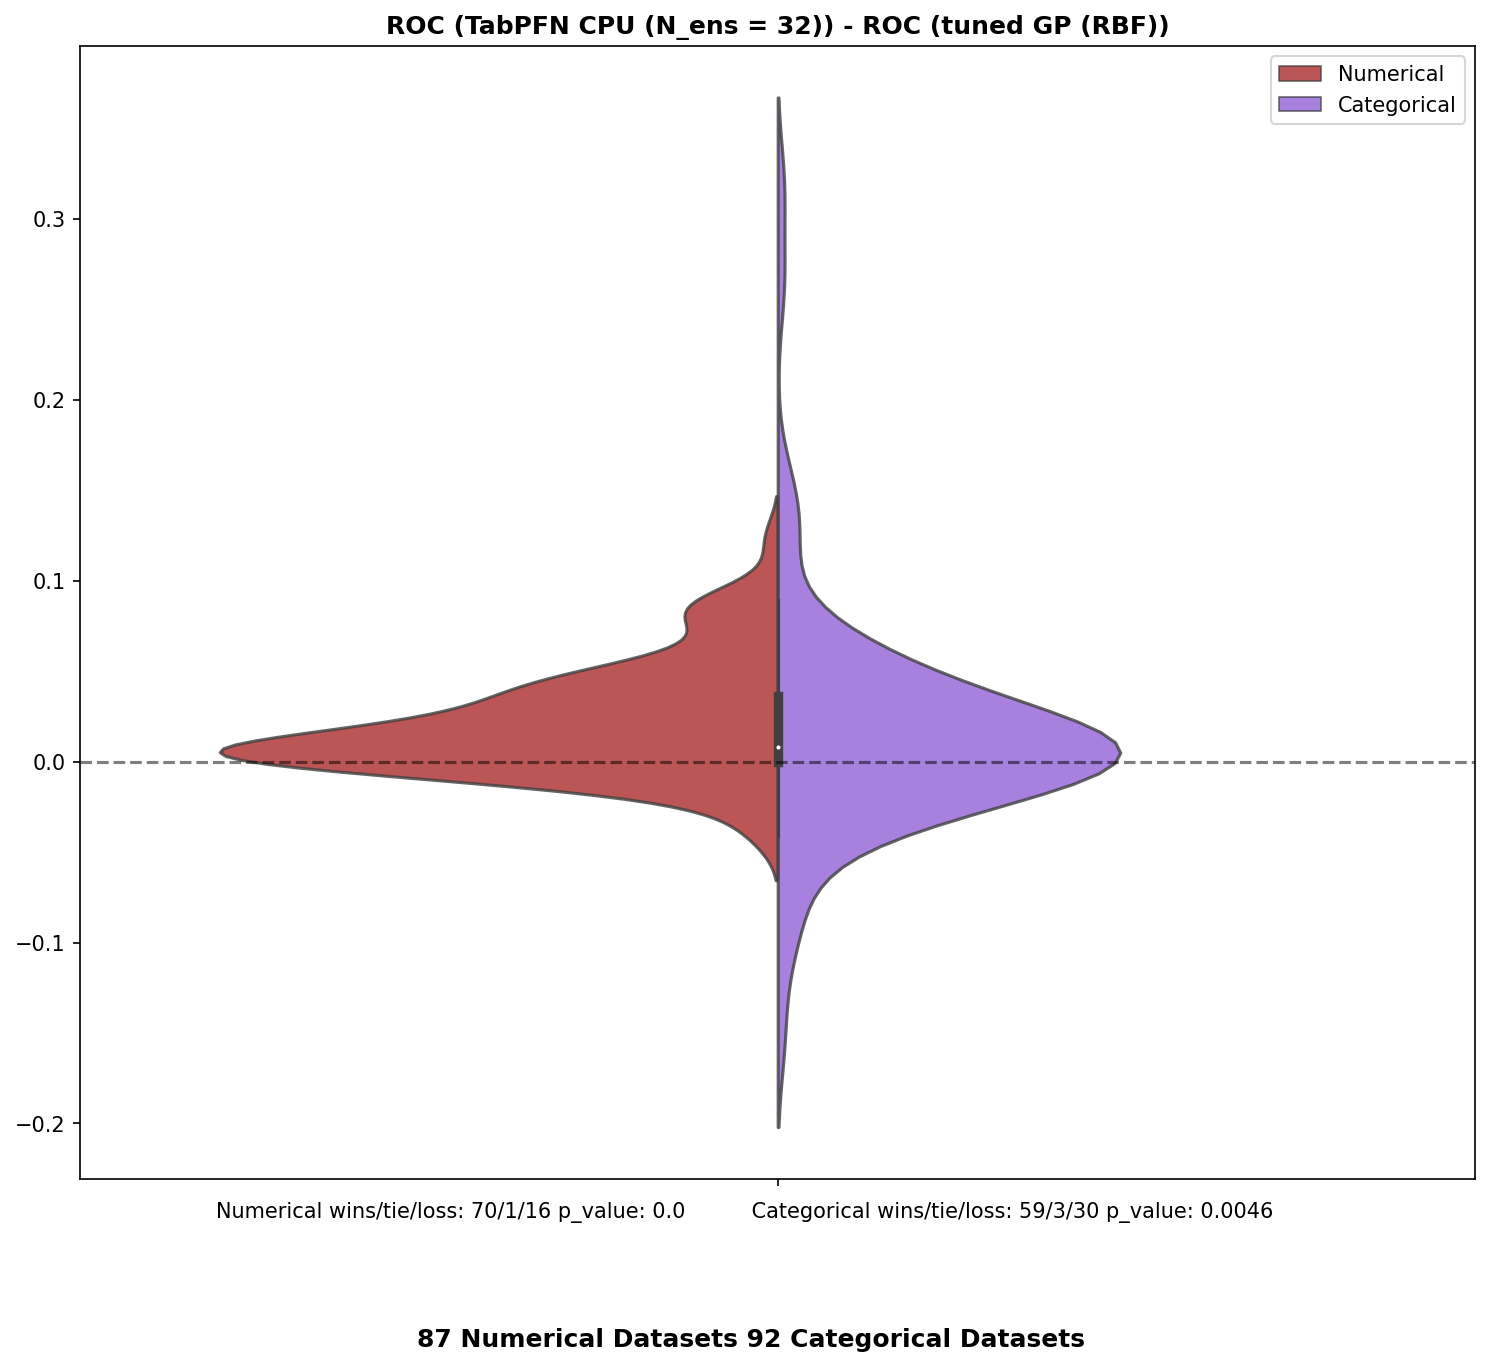 ROC (TabPFN CPU (N_ens = 32)) - ROC (tuned GP (RBF))
Numerical
Categorical
0.3
0.2
0.1
0.0
−0.1
−0.2
Numerical wins/tie/loss: 70/1/16 p_value: 0.0 Categorical wins/tie/loss: 59/3/30 p_value: 0.0046
87 Numerical Datasets 92 Categorical Datasets